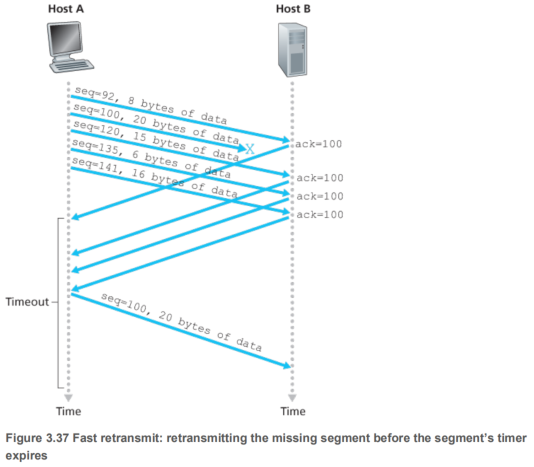 Host A
Host B
seq=92, 8 bytes of data
seq=100, 20 bytes of data
X
seq=120, 15 bytes of data
seq=135, 6 bytes of data
seq=141, 16 bytes of data
ack=100
ack=100
ack=100
ack=100
Timeout
seq=100, 20 bytes of data
Time
Time
Figure 3.37 Fast retransmit: retransmitting the missing segment before the segment's timer
expires